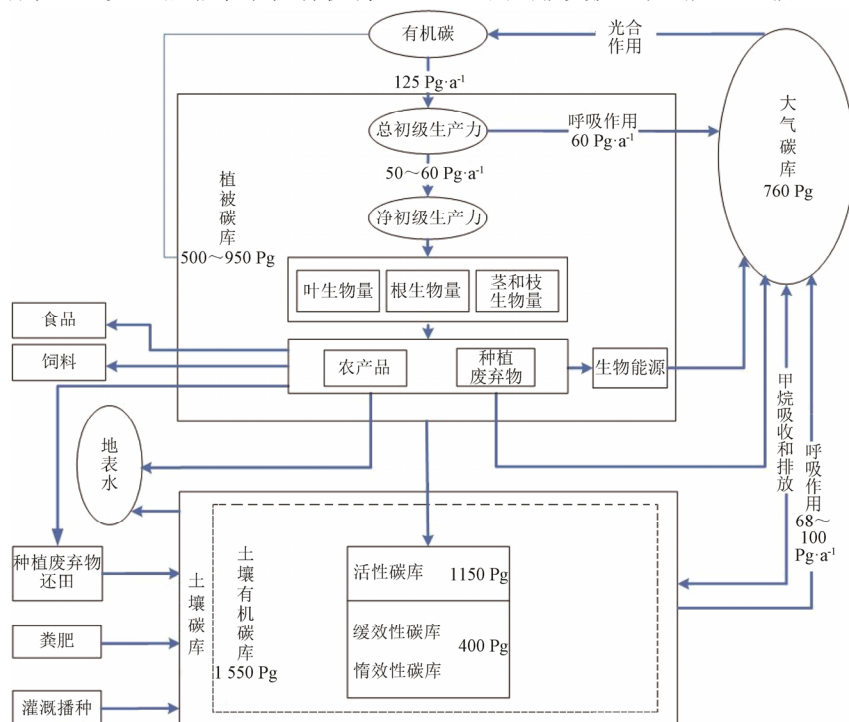 有机碳
光合
作用
125 Pg·a⁻¹
大
气
碳
库
760 Pg
总初级生产力
呼吸作用
60 Pg·a⁻¹
50～60 Pg·a⁻¹
植
被
碳
库
500～950 Pg
净初级生产力
叶生物量
根生物量
茎和枝
生物量
食品
饲料
农产品
种植
废弃物
生物能源
地
表
水
甲烷吸收和排放
呼吸作用
68～
100
Pg·a⁻¹
种植废弃物
还田
粪肥
灌溉播种
土
壤
碳
库
土
壤
有
机
碳
库
1 550 Pg
活性碳库
1150 Pg
缓效性碳库
400 Pg
惰效性碳库